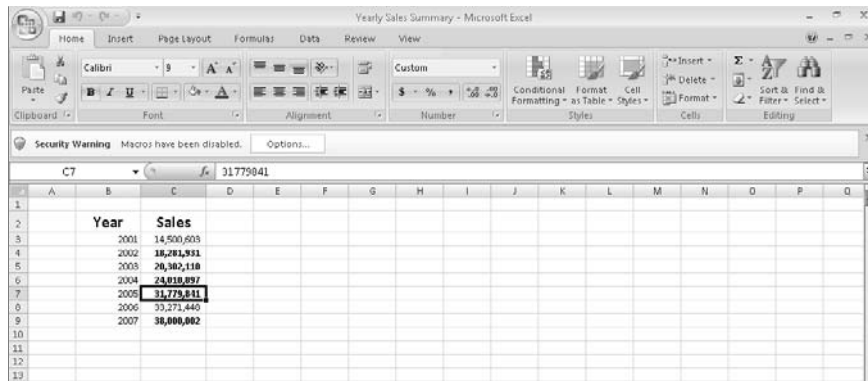 Yearly Sales Summary - Microsoft Excel
Home Insert Page Layout Formulas Data Review View
Paste
Calibri 9 A A
B I U A
Custom
$ % ,
Conditional Formatting Format as Table Cell Styles
Insert
Delete
Format
Σ
Sort & Filter Find & Select
Clipboard Font Alignment Number Styles Cells Editing
Security Warning Macros have been disabled. Options...
C7 fx 31779841
A B C D E F G H I J K L M N O P Q
1
2 Year Sales
3 2001 14,500,603
4 2002 18,281,931
5 2003 20,302,110
6 2004 24,010,897
7 2005 31,779,841
8 2006 33,271,448
9 2007 38,000,002
10
11
12
13